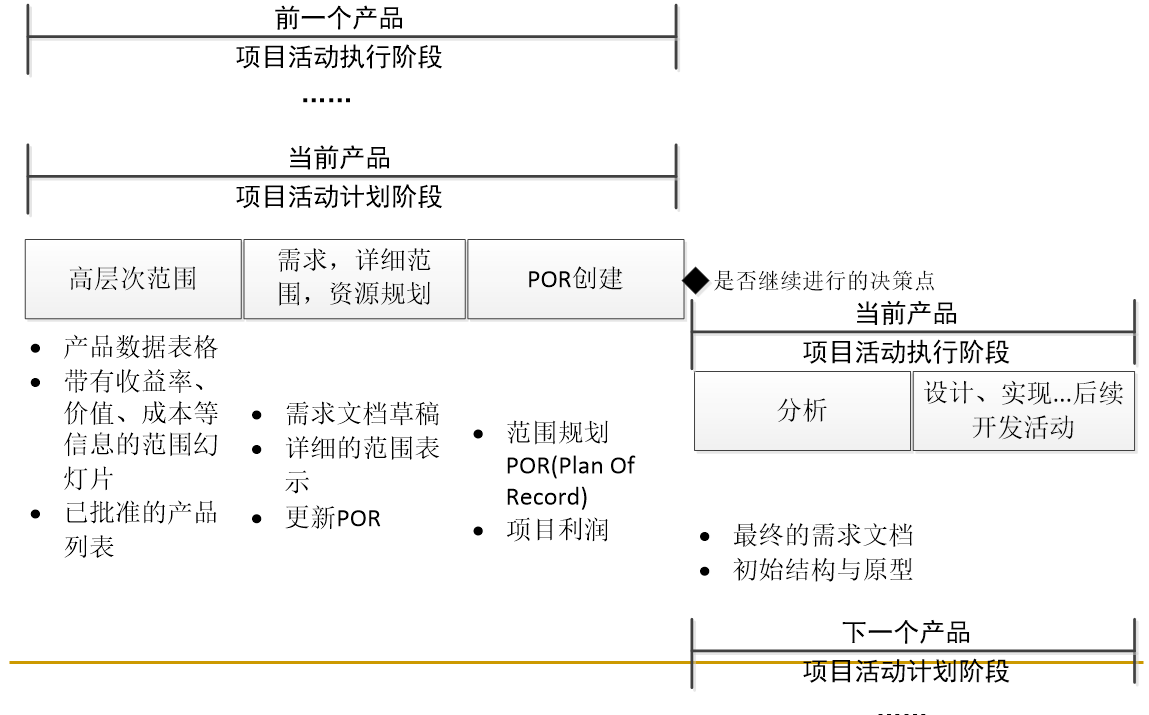 前一个产品
项目活动执行阶段
……
当前产品
项目活动计划阶段
高层次范围
需求，详细范
围，资源规划
POR创建
是否继续进行的决策点
• 产品数据表格
• 带有收益率、
价值、成本等
信息的范围幻
灯片
• 已批准的产品
列表
• 需求文档草稿
• 详细的范围表
示
• 更新POR
• 范围规划
POR(Plan Of
Record)
• 项目利润
当前产品
项目活动执行阶段
分析
设计、实现…后续
开发活动
• 最终的需求文档
• 初始结构与原型
下一个产品
项目活动计划阶段
……